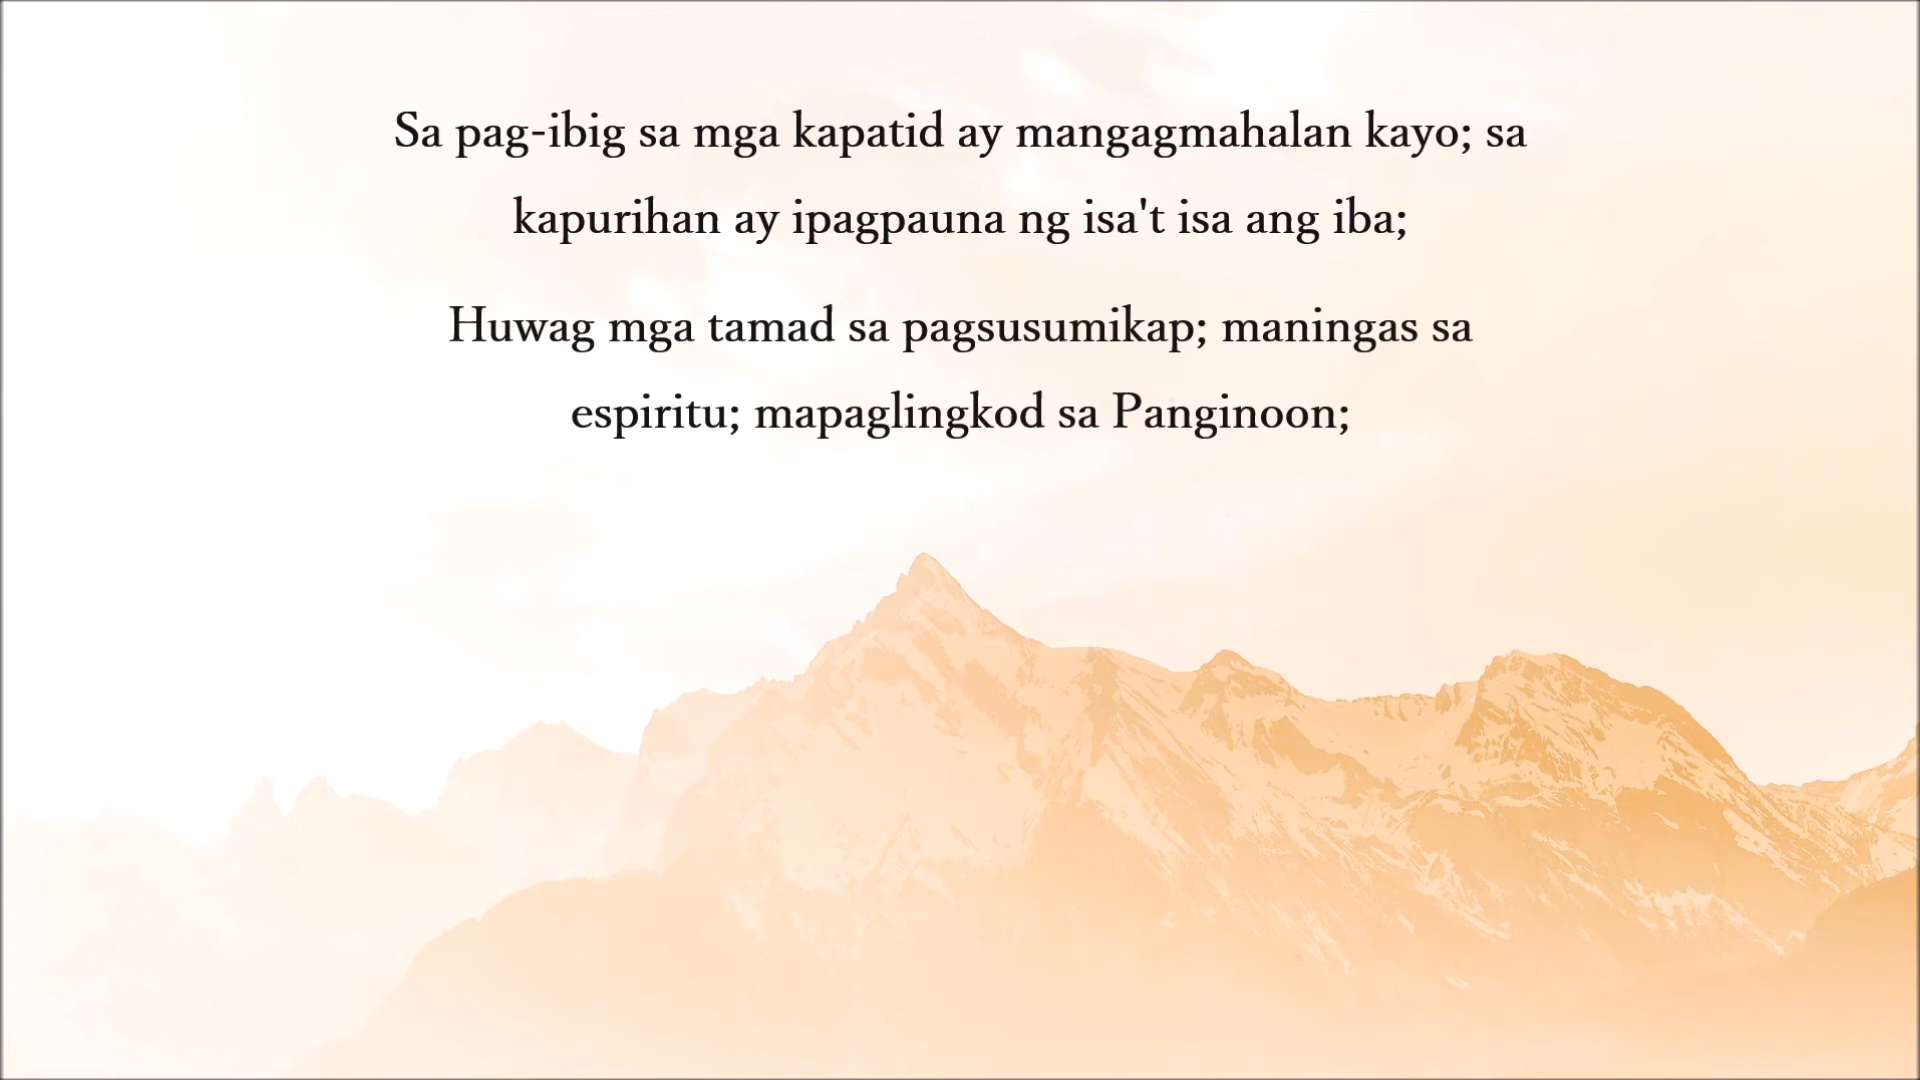 Sa pag-ibig sa mga kapatid ay mangagmahalan kayo; sa
kapurihan ay ipagpauna ng isa't isa ang iba;
Huwag mga tamad sa pagsusumikap; maningas sa
espiritu; mapaglingkod sa Panginoon;